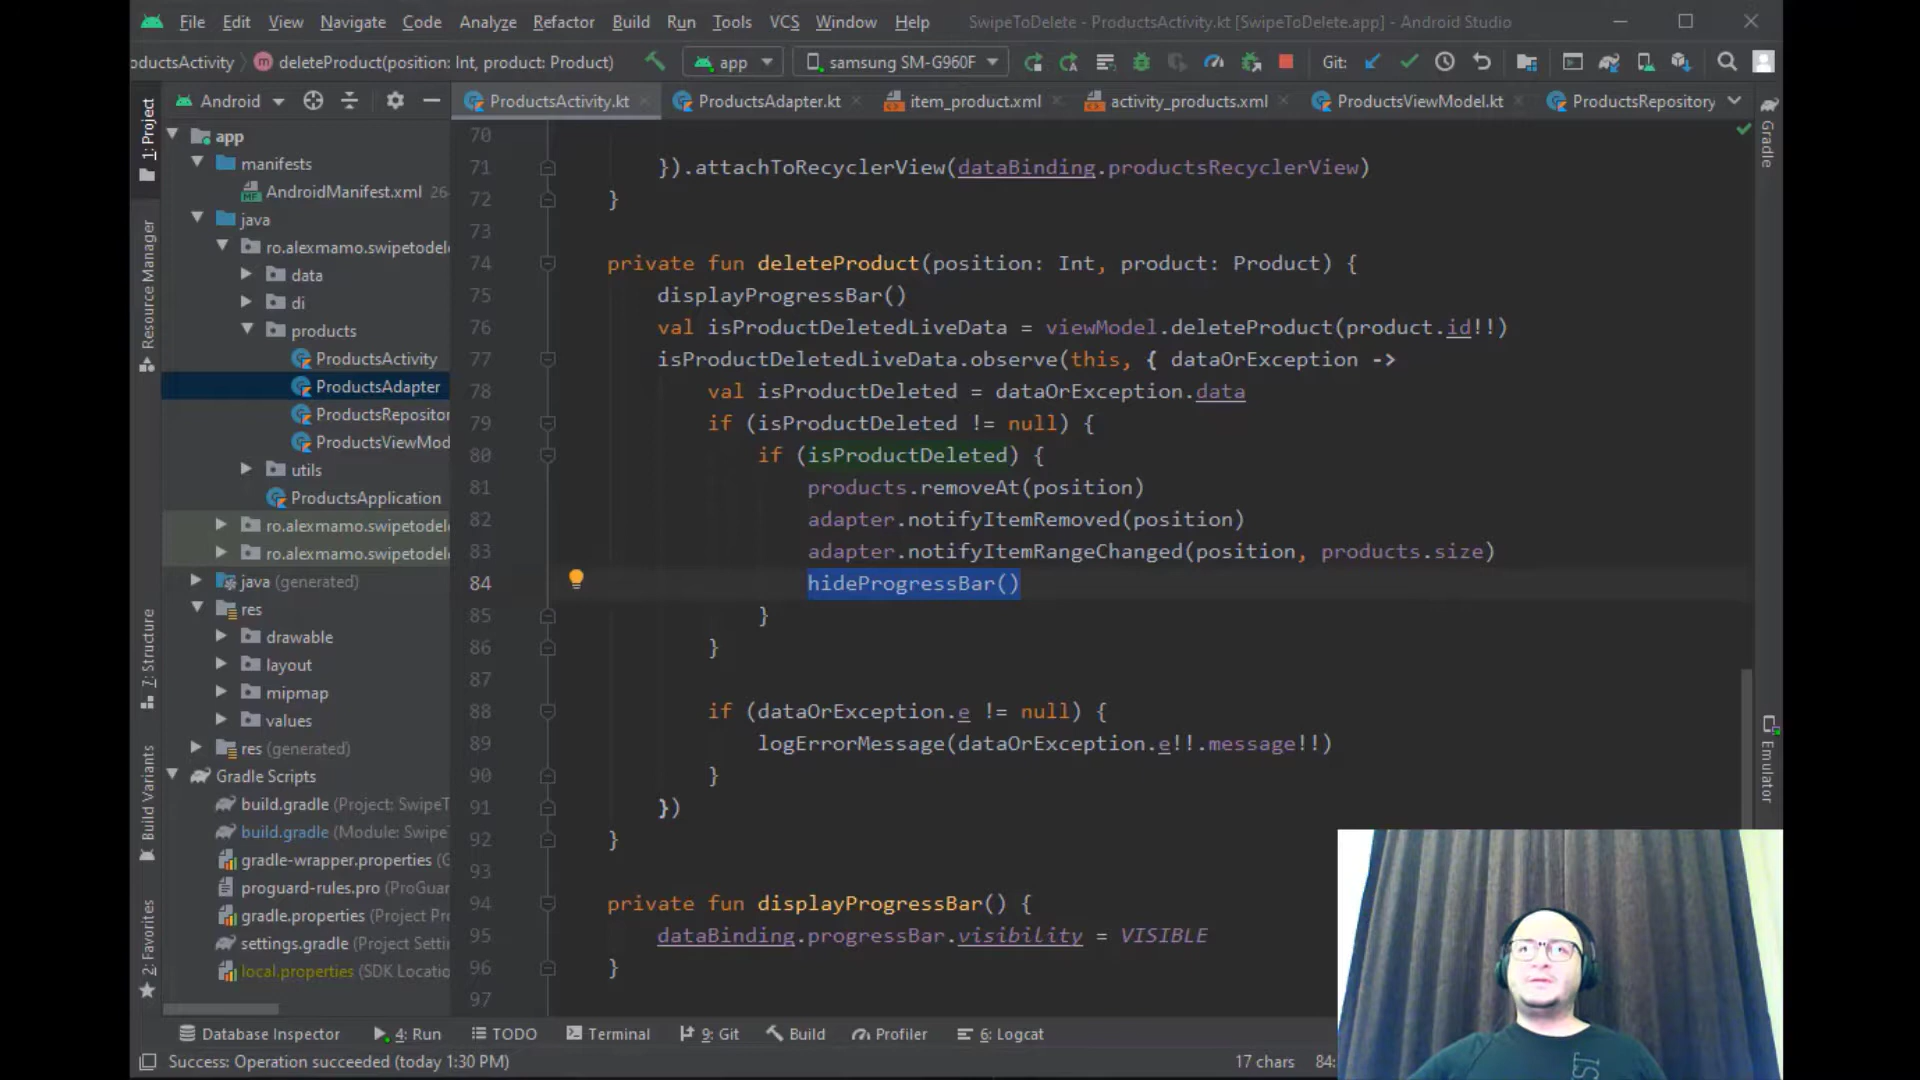 File Edit View Navigate Code Analyze Refactor Build Run Tools VCS Window Help SwipeToDelete - ProductsActivity.kt [SwipeToDelete.app] - Android Studio
oductsActivity deleteProduct(position: Int, product: Product) app samsung SM-G960F Git:
Android ProductsActivity.kt ProductsAdapter.kt item_product.xml activity_products.xml ProductsViewModel.kt ProductsRepository
1: Project
Resource Manager
7: Structure
Build Variants
2: Favorites
app
manifests
AndroidManifest.xml 26
java
ro.alexmamo.swipetodel
data
di
products
ProductsActivity
ProductsAdapter
ProductsRepositor
ProductsViewMod
utils
ProductsApplication
ro.alexmamo.swipetodel
ro.alexmamo.swipetodel
java (generated)
res
drawable
layout
mipmap
values
res (generated)
Gradle Scripts
build.gradle (Project: SwipeT
build.gradle (Module: Swipe
gradle-wrapper.properties (G
proguard-rules.pro (ProGuar
gradle.properties (Project Pro
settings.gradle (Project Settin
local.properties (SDK Locatio
70
71 }).attachToRecyclerView(dataBinding.productsRecyclerView)
72 }
73
74 private fun deleteProduct(position: Int, product: Product) {
75 displayProgressBar()
76 val isProductDeletedLiveData = viewModel.deleteProduct(product.id!!)
77 isProductDeletedLiveData.observe(this, { dataOrException ->
78 val isProductDeleted = dataOrException.data
79 if (isProductDeleted != null) {
80 if (isProductDeleted) {
81 products.removeAt(position)
82 adapter.notifyItemRemoved(position)
83 adapter.notifyItemRangeChanged(position, products.size)
84 hideProgressBar()
85 }
86 }
87
88 if (dataOrException.e != null) {
89 logErrorMessage(dataOrException.e!!.message!!)
90 }
91 })
92 }
93
94 private fun displayProgressBar() {
95 dataBinding.progressBar.visibility = VISIBLE
96 }
97
Gradle
Emulator
Database Inspector 4: Run TODO Terminal 9: Git Build Profiler 6: Logcat
Success: Operation succeeded (today 1:30 PM) 17 chars 84: